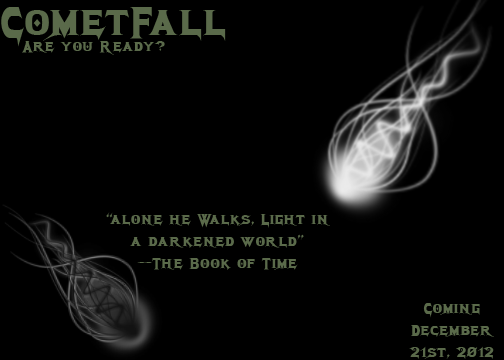 CometFall
Are you Ready?
"alone he Walks, Light in
a darkened world"
--The Book of Time
Coming
December
21st, 2012